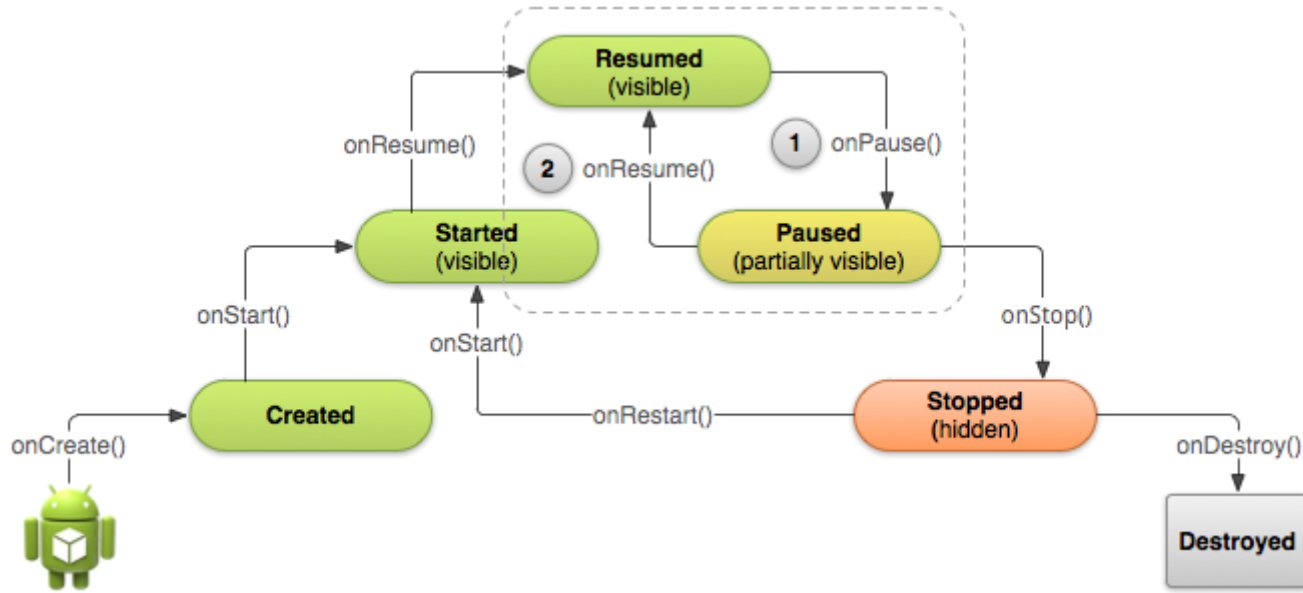 Resumed
(visible)
onResume()
1
onPause()
2
onResume()
Started
(visible)
Paused
(partially visible)
onStart()
onStart()
onStop()
Created
onRestart()
Stopped
(hidden)
onCreate()
onDestroy()
Destroyed